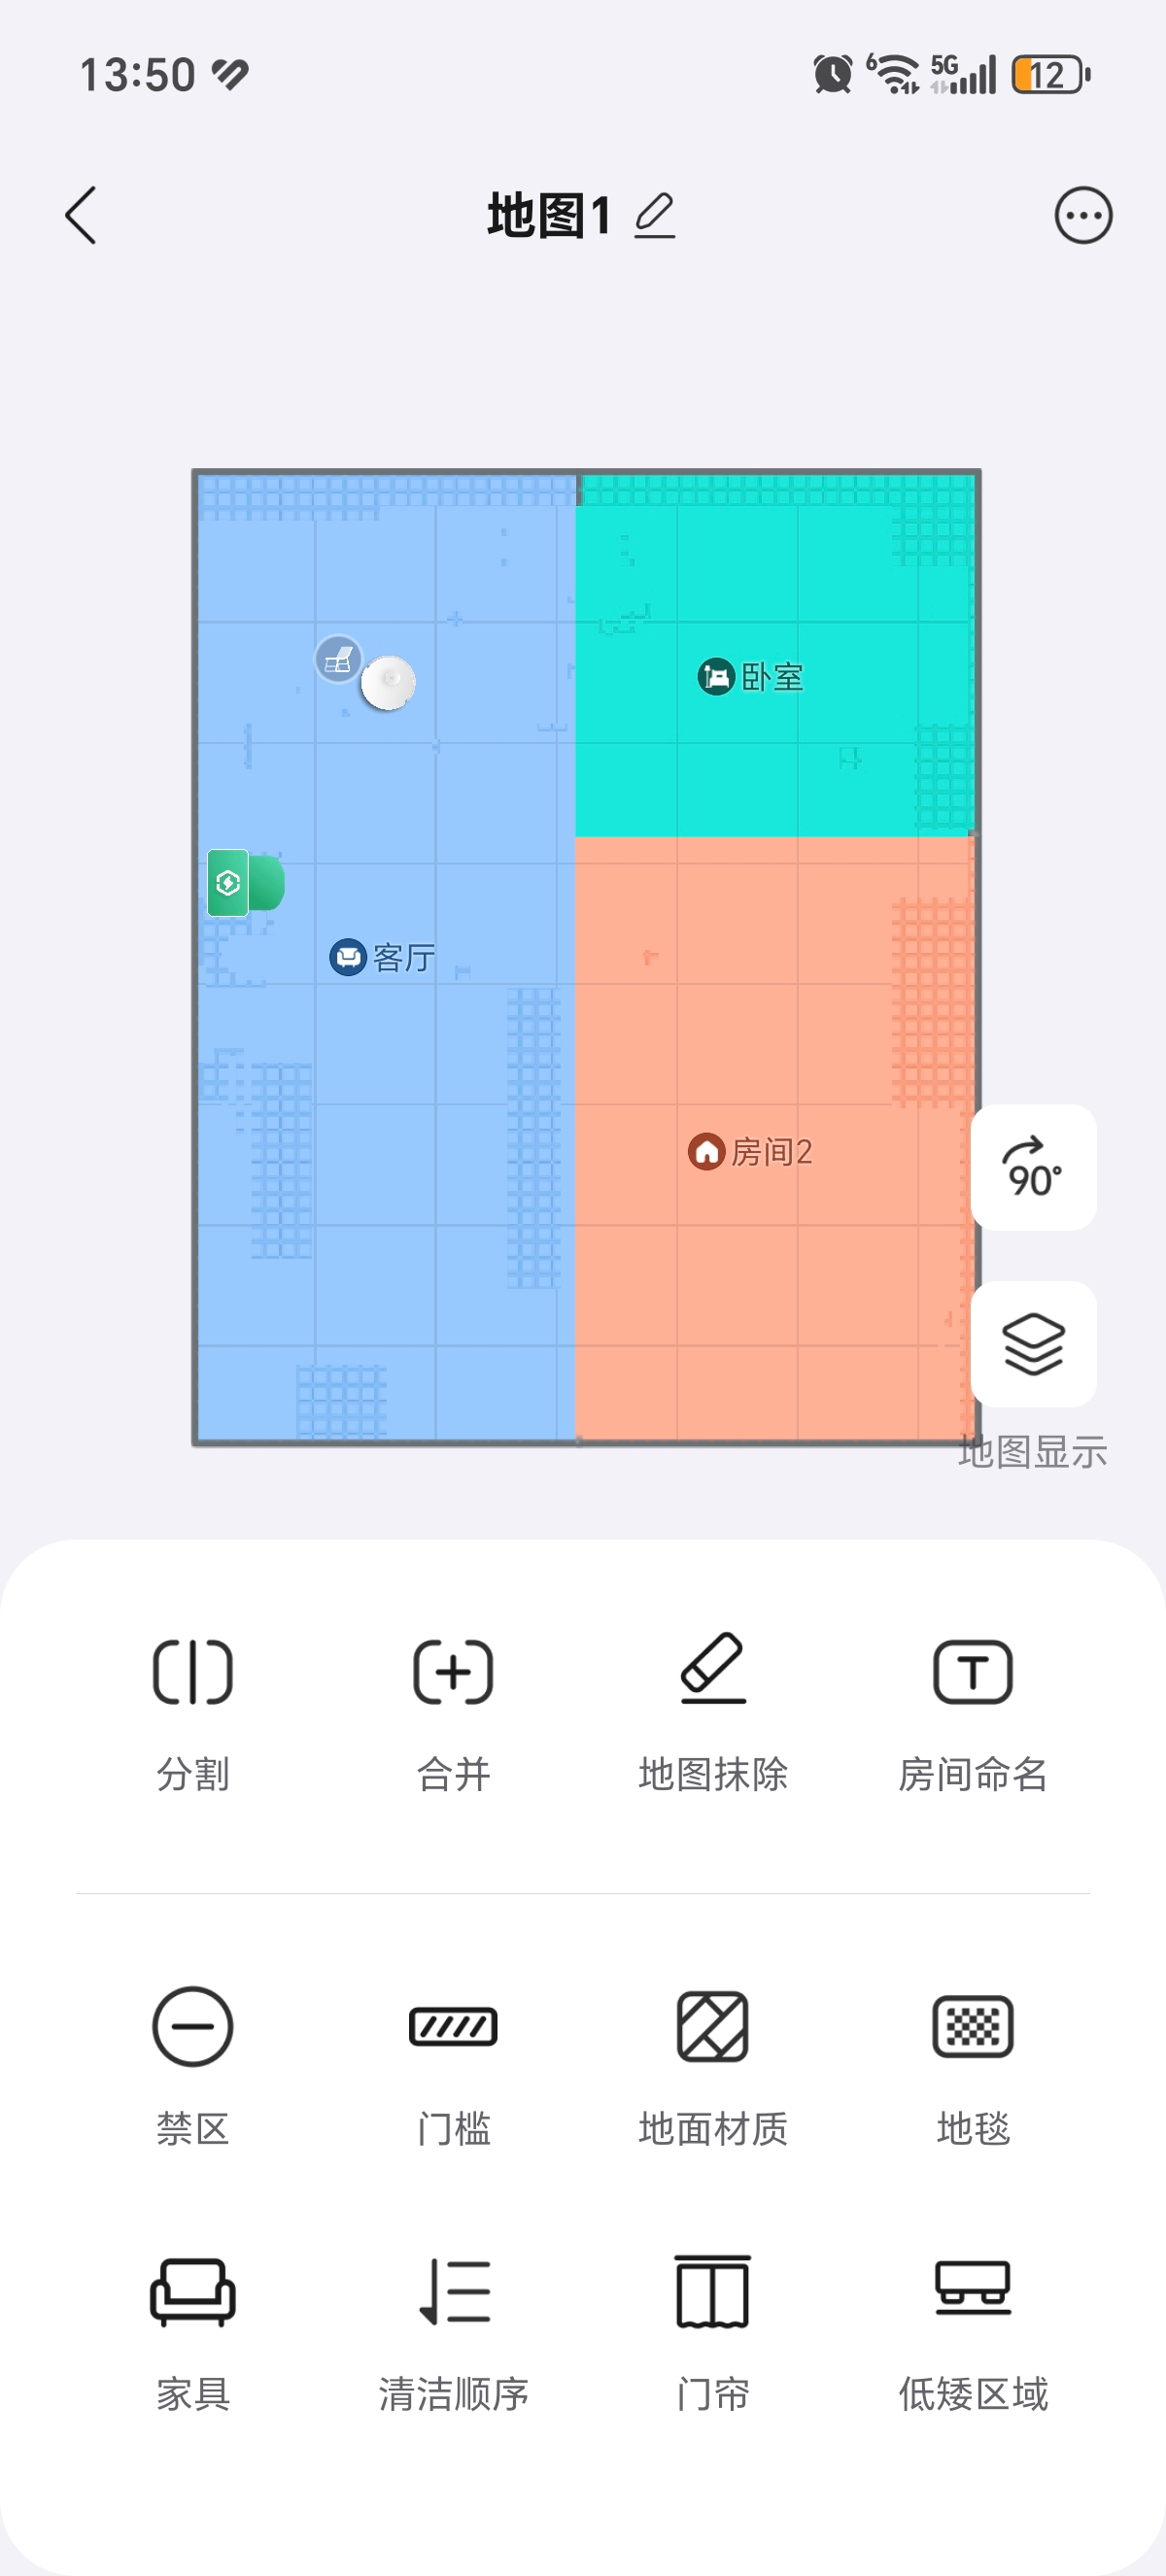 13:50 6 5G 12
地图1
卧室
客厅
房间2
90°
地图显示
分割 合并 地图抹除 房间命名
禁区 门槛 地面材质 地毯
家具 清洁顺序 门帘 低矮区域